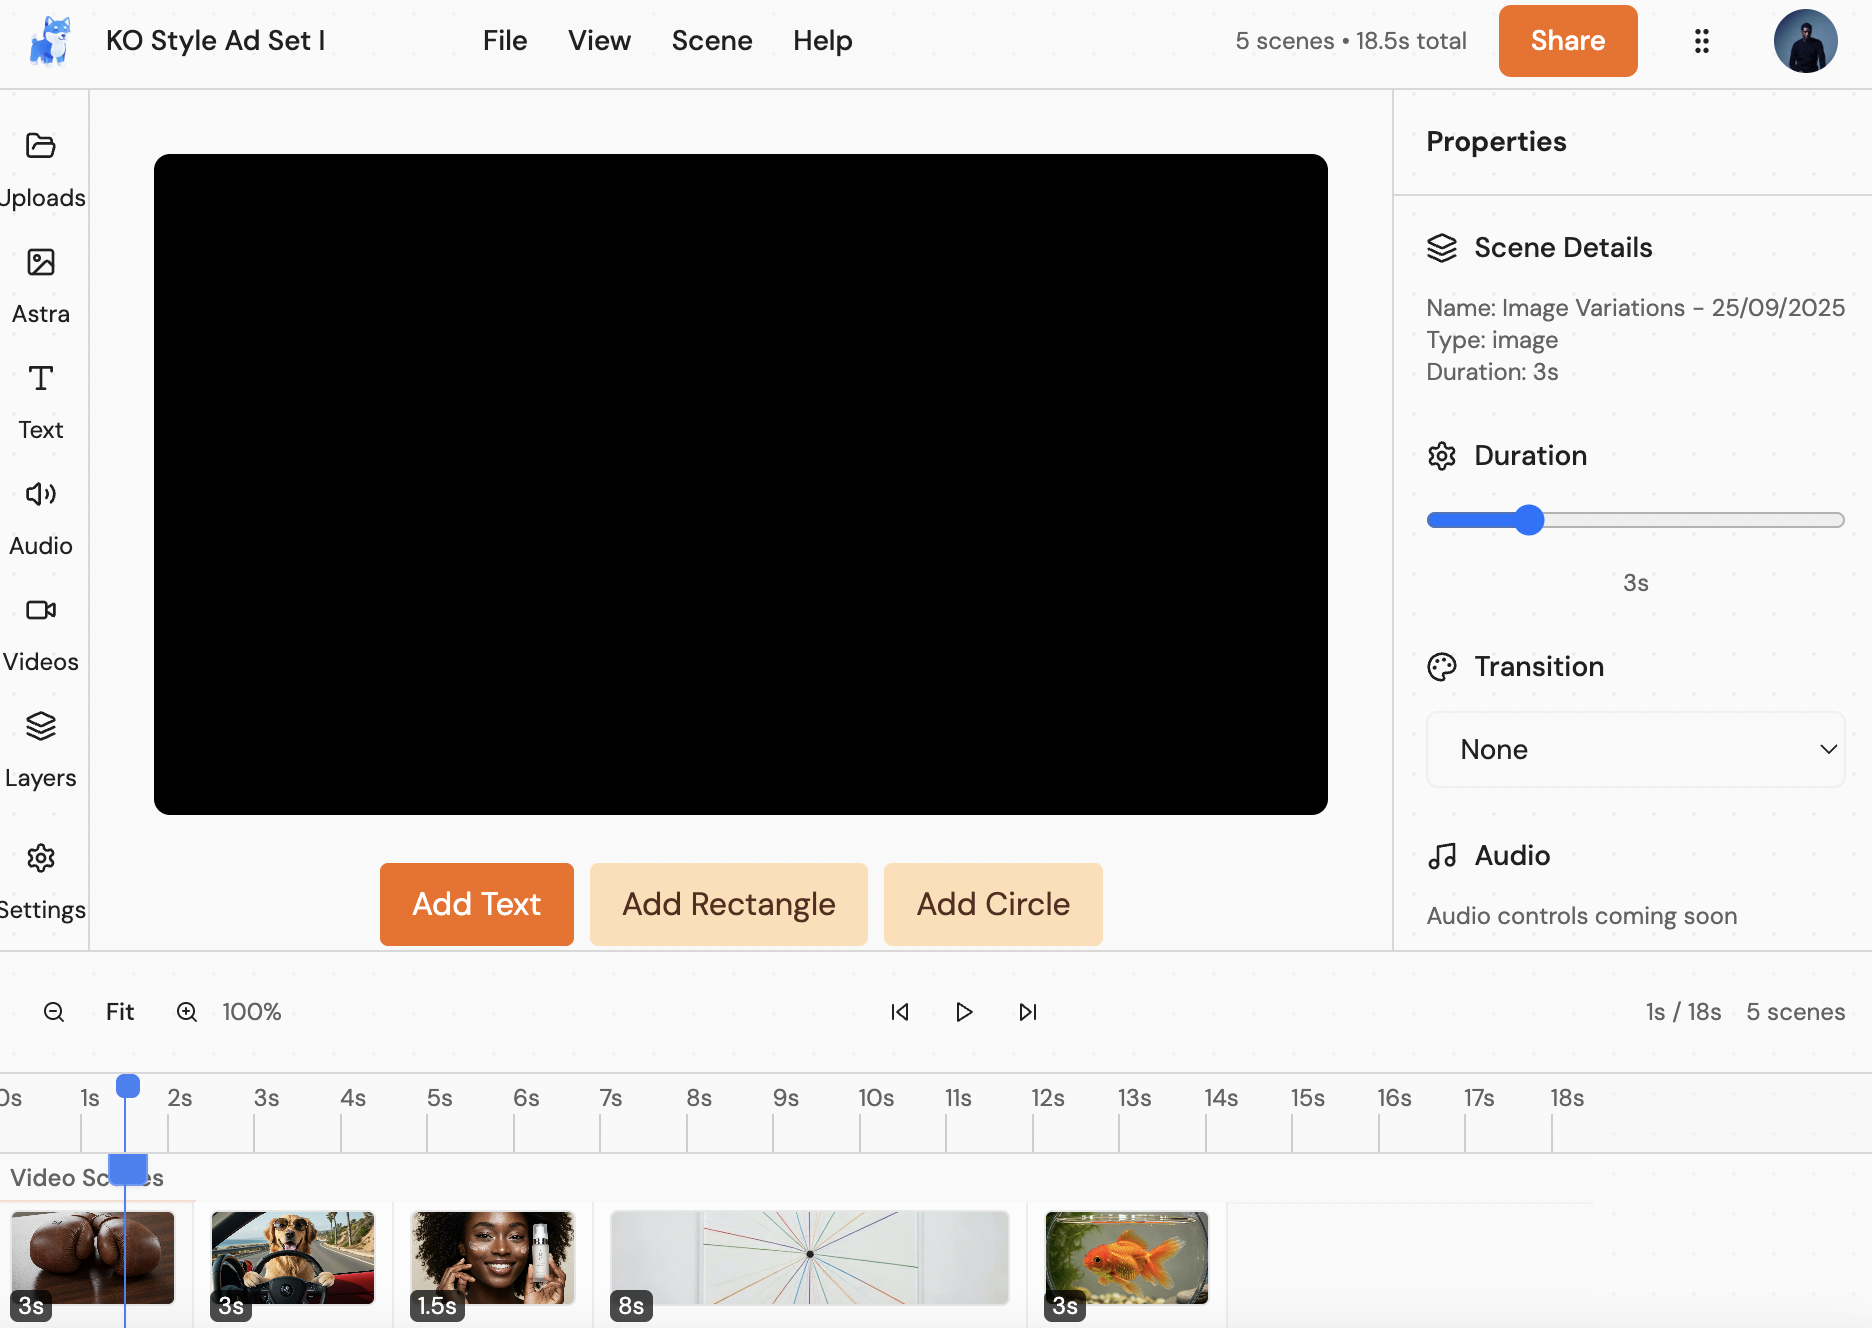 KO Style Ad Set I
File
View
Scene
Help
5 scenes • 18.5s total
Share
Uploads
Astra
Text
Audio
Videos
Layers
Settings
Add Text
Add Rectangle
Add Circle
Properties
Scene Details
Name: Image Variations - 25/09/2025
Type: image
Duration: 3s
Duration
3s
Transition
None
Audio
Audio controls coming soon
Fit
100%
1s / 18s
5 scenes
0s
1s
2s
3s
4s
5s
6s
7s
8s
9s
10s
11s
12s
13s
14s
15s
16s
17s
18s
Video Scenes
3s
3s
1.5s
8s
3s